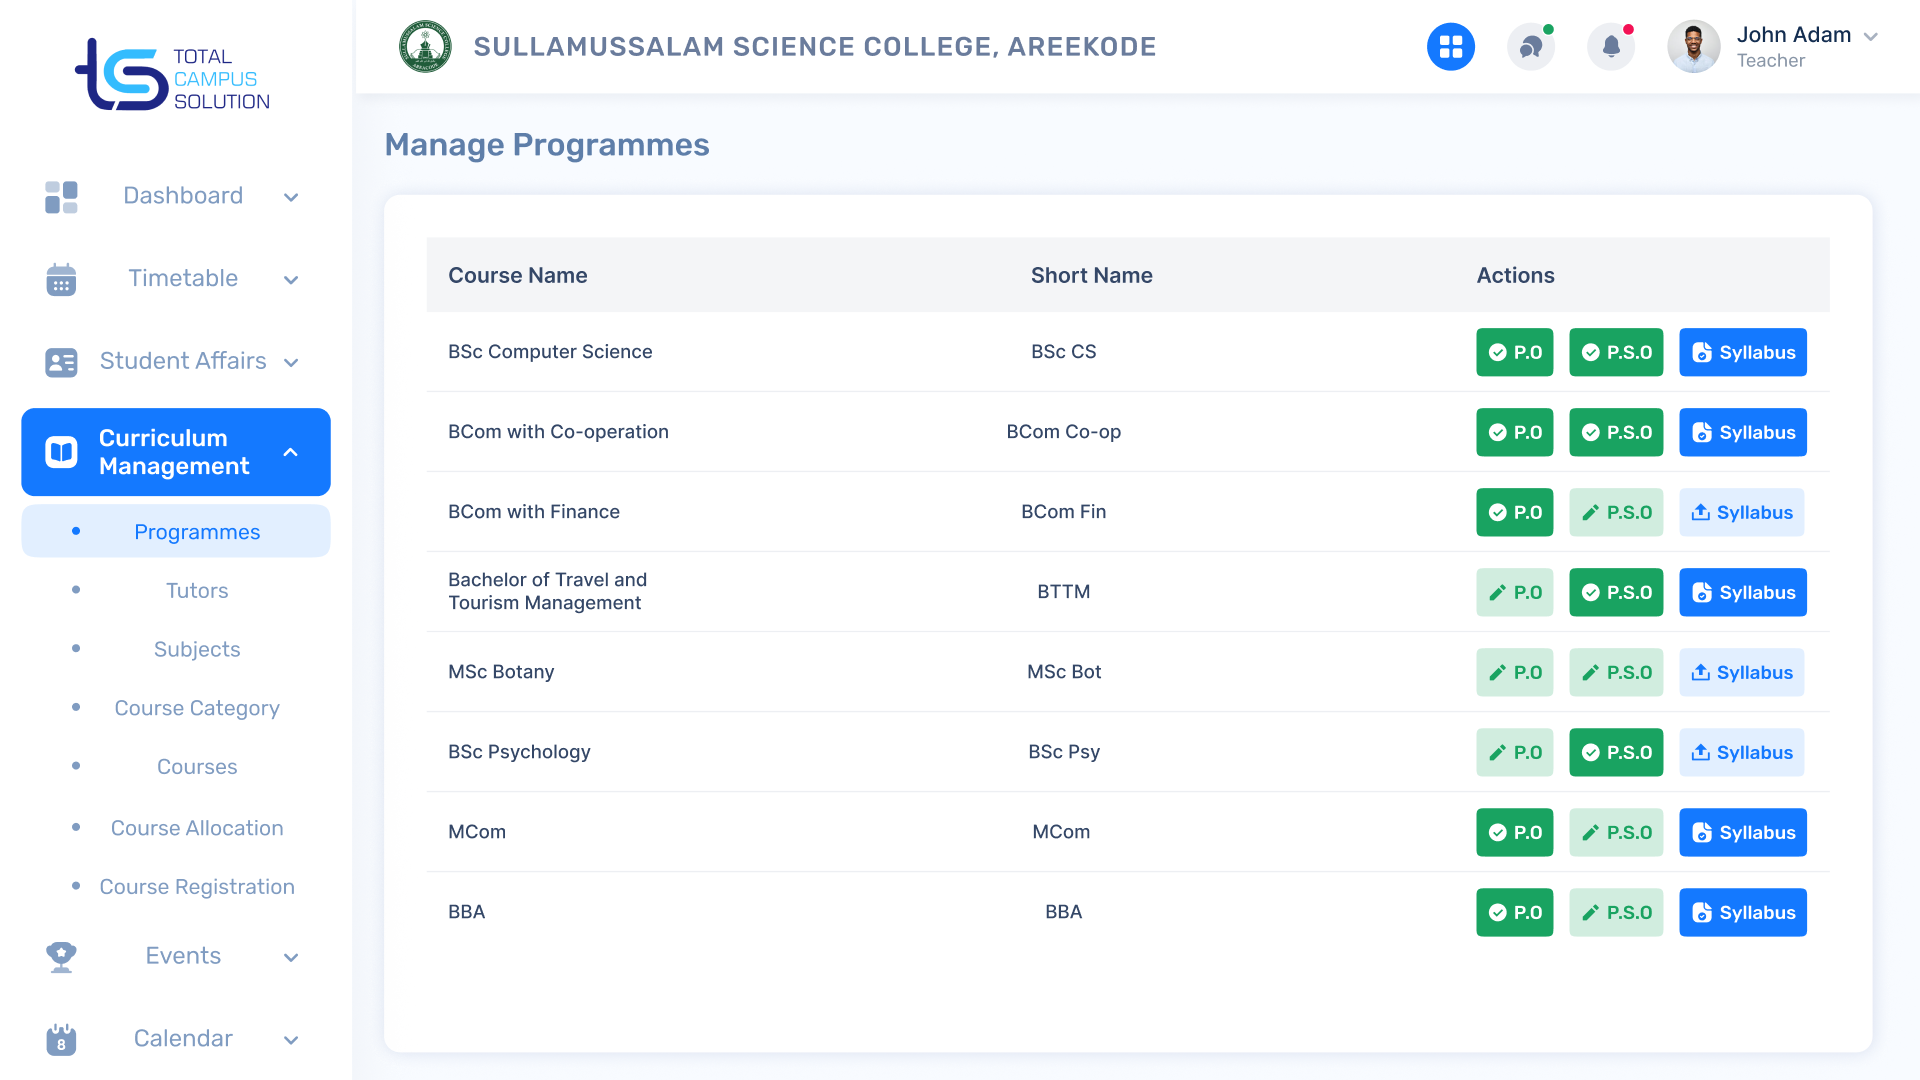 TOTAL
CAMPUS
SOLUTION
SULLAMUSSALAM SCIENCE COLLEGE, AREEKODE
John Adam
Teacher
Dashboard
Timetable
Student Affairs
Curriculum
Management
Programmes
Tutors
Subjects
Course Category
Courses
Course Allocation
Course Registration
Events
8
Calendar
Manage Programmes
Course Name Short Name Actions
BSc Computer Science BSc CS P.O P.S.O Syllabus
BCom with Co-operation BCom Co-op P.O P.S.O Syllabus
BCom with Finance BCom Fin P.O P.S.O Syllabus
Bachelor of Travel and
Tourism Management BTTM P.O P.S.O Syllabus
MSc Botany MSc Bot P.O P.S.O Syllabus
BSc Psychology BSc Psy P.O P.S.O Syllabus
MCom MCom P.O P.S.O Syllabus
BBA BBA P.O P.S.O Syllabus